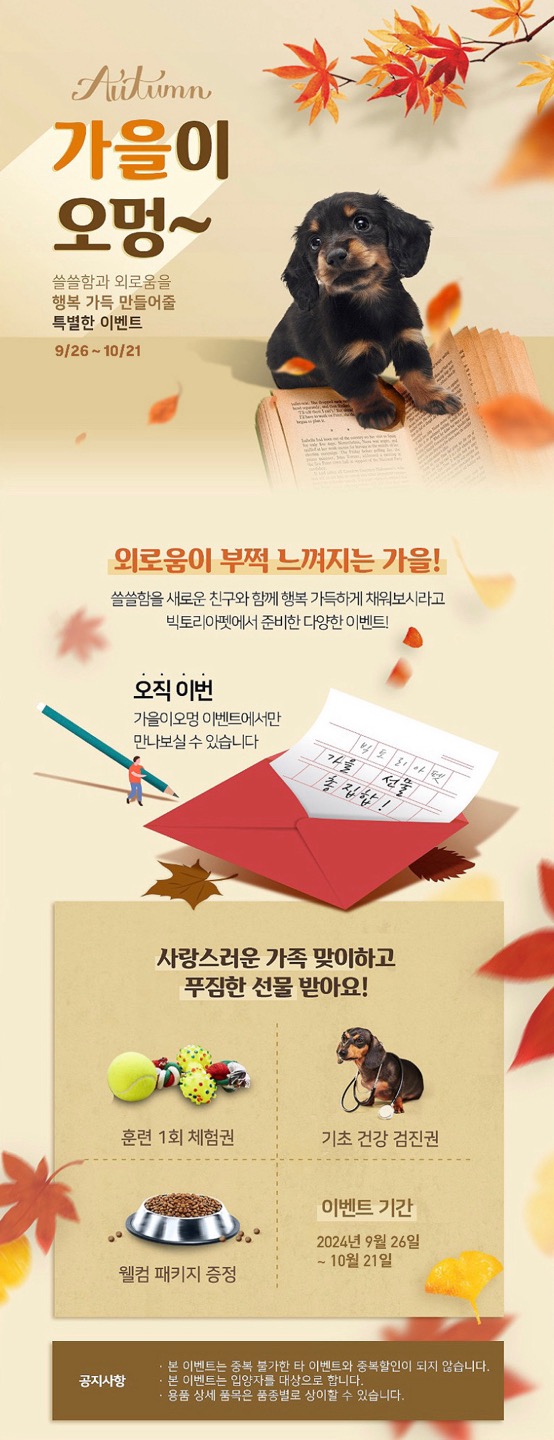 Autumn
가을이
오멍~
쓸쓸함과 외로움을
행복 가득 만들어줄
특별한 이벤트
9/26 ~ 10/21
외로움이 부쩍 느껴지는 가을!
쓸쓸함을 새로운 친구와 함께 행복 가득하게 채워보시라고
빅토리아펫에서 준비한 다양한 이벤트!
오직 이번
가을이오멍 이벤트에서만
만나보실 수 있습니다
빅토리아펫
가을 선물
총집합!
사랑스러운 가족 맞이하고
푸짐한 선물 받아요!
훈련 1회 체험권
기초 건강 검진권
웰컴 패키지 증정
이벤트 기간
2024년 9월 26일
~ 10월 21일
공지사항
· 본 이벤트는 중복 불가한 타 이벤트와 중복할인이 되지 않습니다.
· 본 이벤트는 입양자를 대상으로 합니다.
· 용품 상세 품목은 품종별로 상이할 수 있습니다.